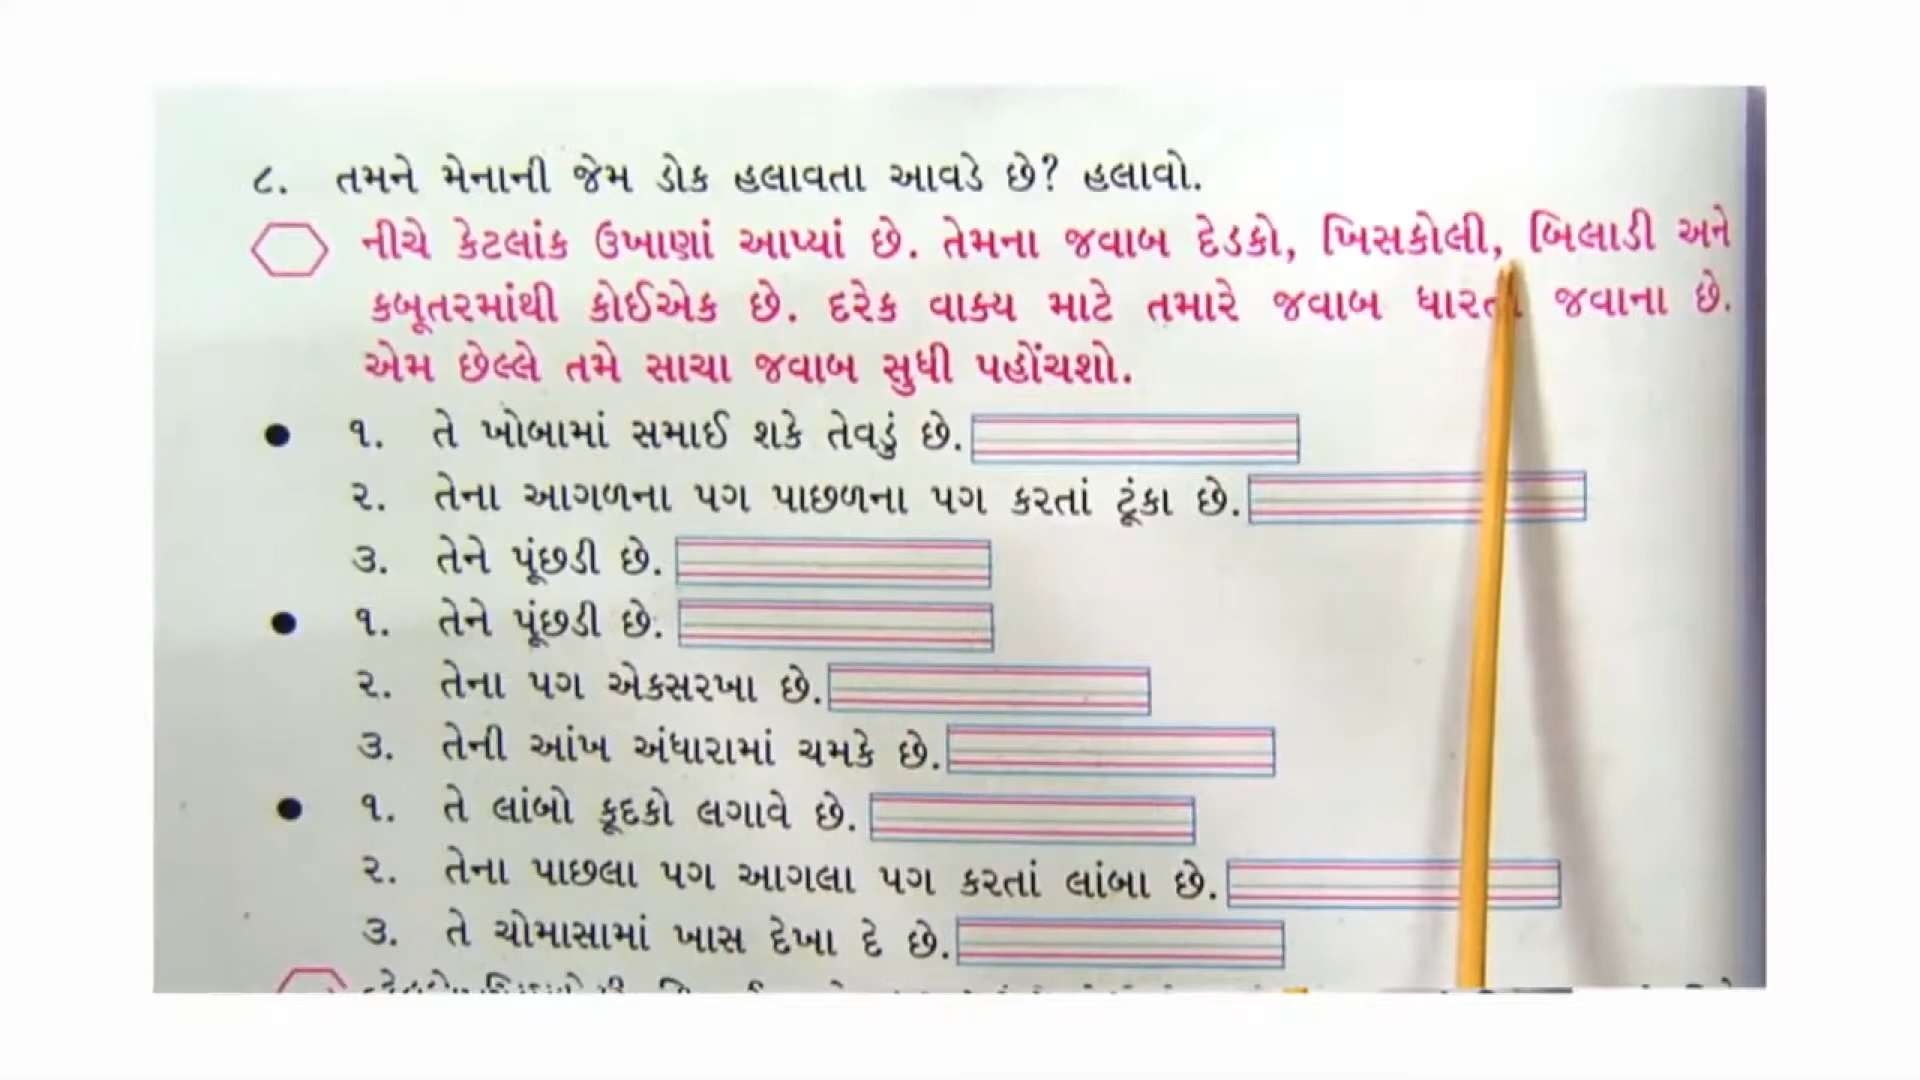 ૮. તમને મેનાની જેમ ડોક હલાવતા આવડે છે? હલાવો.
નીચે કેટલાંક ઉખાણાં આપ્યાં છે. તેમના જવાબ દેડકો, ખિસકોલી, બિલાડી અને
કબૂતરમાંથી કોઈએક છે. દરેક વાક્ય માટે તમારે જવાબ ધારતા જવાના છે.
એમ છેલ્લે તમે સાચા જવાબ સુધી પહોંચશો.
● ૧. તે ખોબામાં સમાઈ શકે તેવડું છે.
૨. તેના આગળના પગ પાછળના પગ કરતાં ટૂંકા છે.
૩. તેને પૂંછડી છે.
● ૧. તેને પૂંછડી છે.
૨. તેના પગ એકસરખા છે.
૩. તેની આંખ અંધારામાં ચમકે છે.
● ૧. તે લાંબો કૂદકો લગાવે છે.
૨. તેના પાછલા પગ આગલા પગ કરતાં લાંબા છે.
૩. તે ચોમાસામાં ખાસ દેખા દે છે.